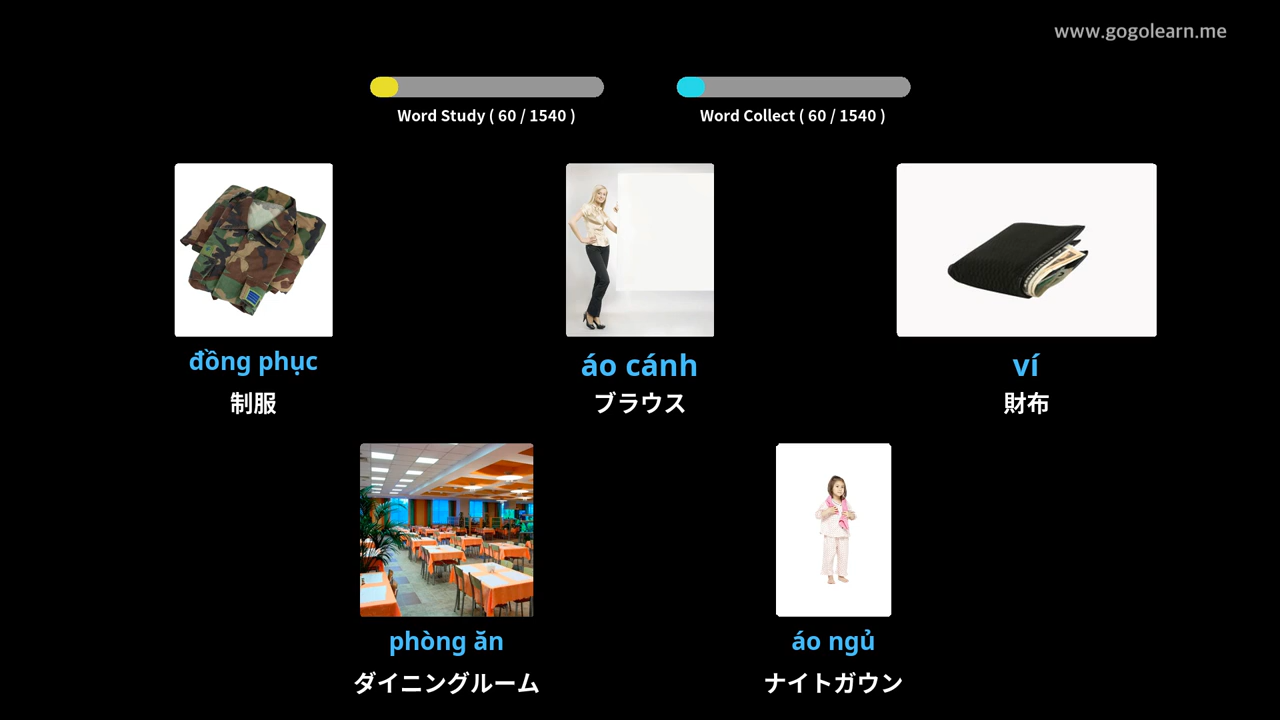 www.gogolearn.me
Word Study ( 60 / 1540 )
Word Collect ( 60 / 1540 )
đồng phục
制服
áo cánh
ブラウス
ví
財布
phòng ăn
ダイニングルーム
áo ngủ
ナイトガウン